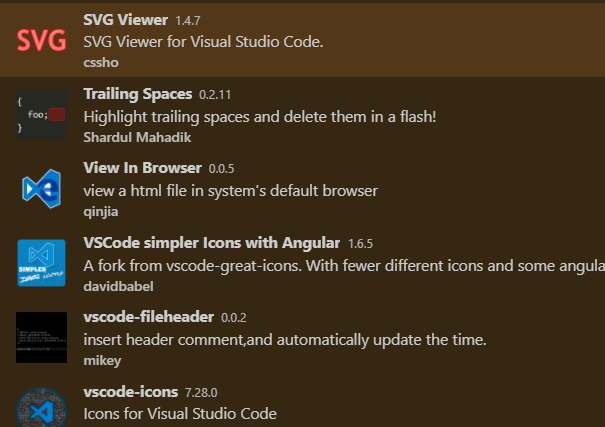 SVG
SVG Viewer 1.4.7
SVG Viewer for Visual Studio Code.
cssho
{
foo;
}
Trailing Spaces 0.2.11
Highlight trailing spaces and delete them in a flash!
Shardul Mahadik
View In Browser 0.0.5
view a html file in system's default browser
qinjia
SIMPLER
icons
VSCode simpler Icons with Angular 1.6.5
A fork from vscode-great-icons. With fewer different icons and some angula
davidbabel
vscode-fileheader 0.0.2
insert header comment,and automatically update the time.
mikey
vscode-icons 7.28.0
Icons for Visual Studio Code